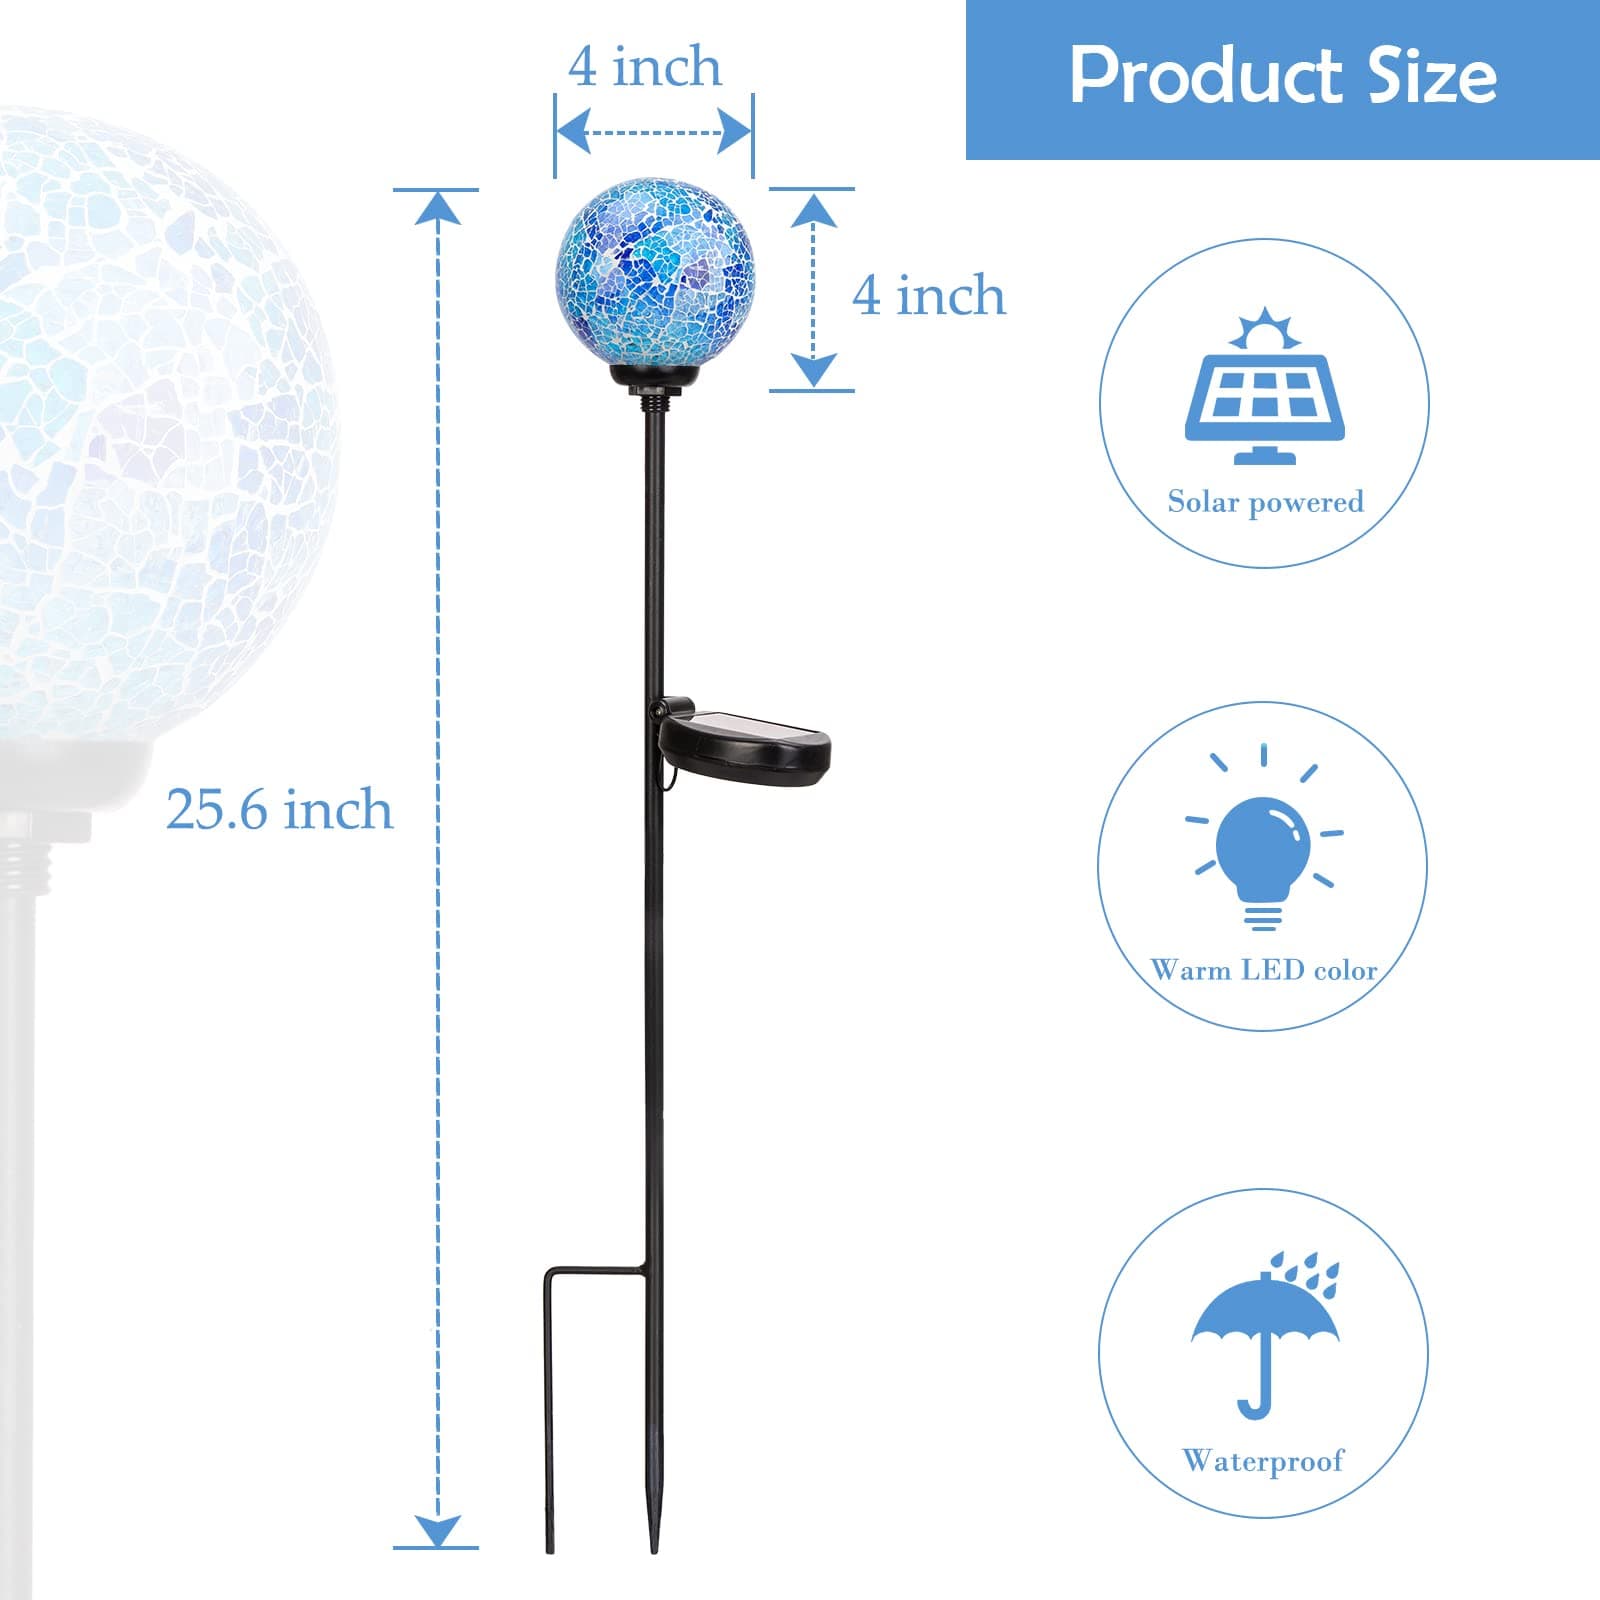 Product Size
4 inch
4 inch
25.6 inch
Solar powered
Warm LED color
Waterproof